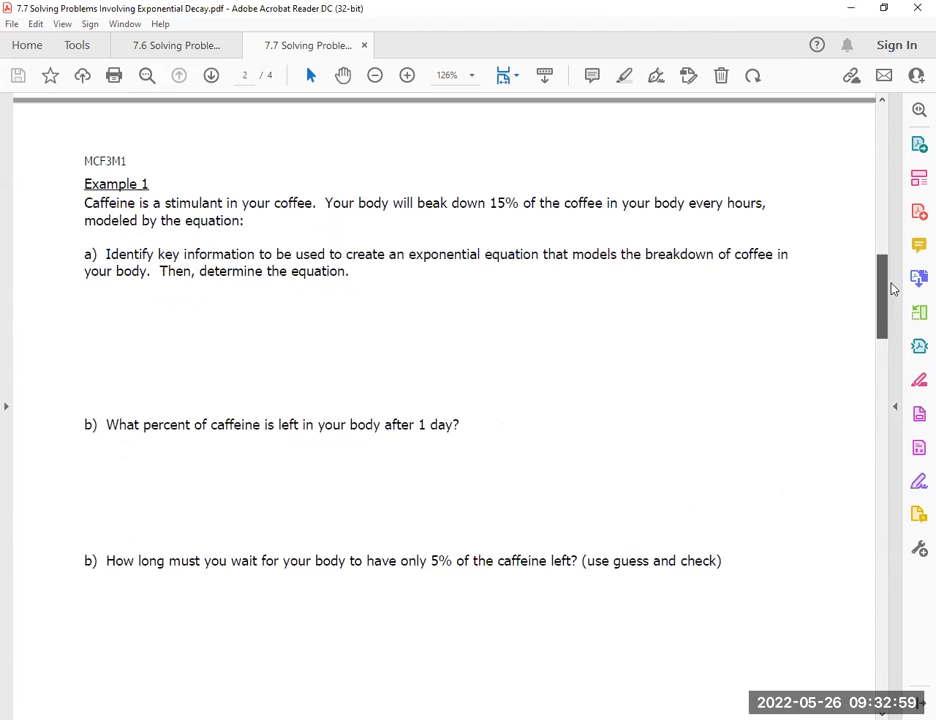 7.7 Solving Problems Involving Exponential Decay.pdf - Adobe Acrobat Reader DC (32-bit)
File Edit View Sign Window Help
Home Tools 7.6 Solving Proble... 7.7 Solving Proble... × Sign In
2 / 4 126%
MCF3M1
Example 1
Caffeine is a stimulant in your coffee. Your body will beak down 15% of the coffee in your body every hours,
modeled by the equation:
a) Identify key information to be used to create an exponential equation that models the breakdown of coffee in
your body. Then, determine the equation.
b) What percent of caffeine is left in your body after 1 day?
b) How long must you wait for your body to have only 5% of the caffeine left? (use guess and check)
2022-05-26 09:32:59